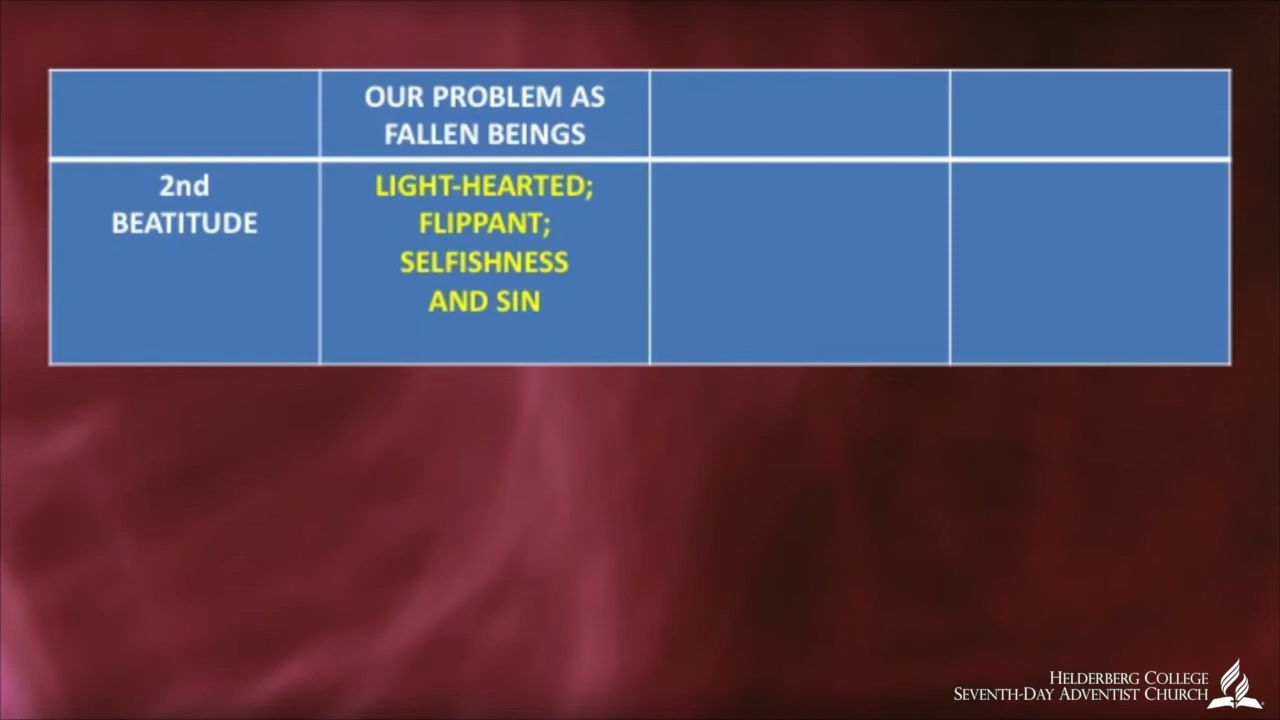 OUR PROBLEM AS
FALLEN BEINGS
2nd
BEATITUDE
LIGHT-HEARTED;
FLIPPANT;
SELFISHNESS
AND SIN
HELDERBERG COLLEGE
SEVENTH-DAY ADVENTIST CHURCH